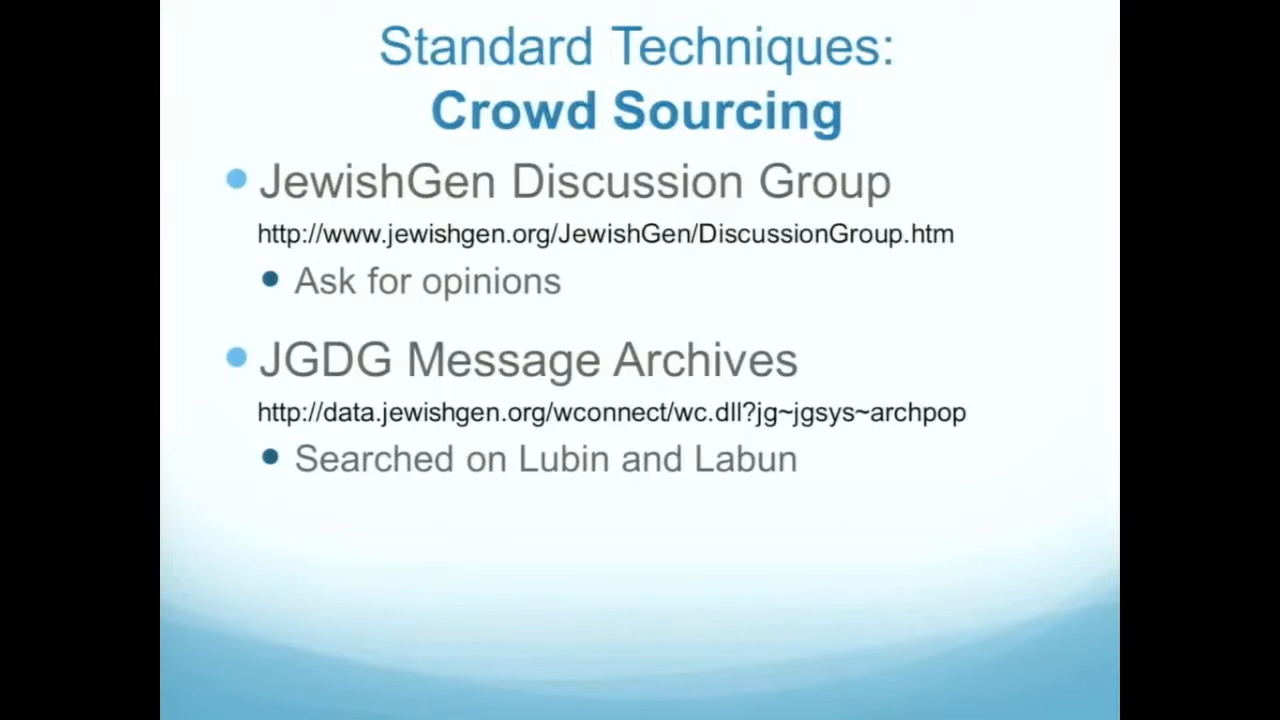 Standard Techniques:
Crowd Sourcing
JewishGen Discussion Group
http://www.jewishgen.org/JewishGen/DiscussionGroup.htm
Ask for opinions
JGDG Message Archives
http://data.jewishgen.org/wconnect/wc.dll?jg~jgsys~archpop
Searched on Lubin and Labun